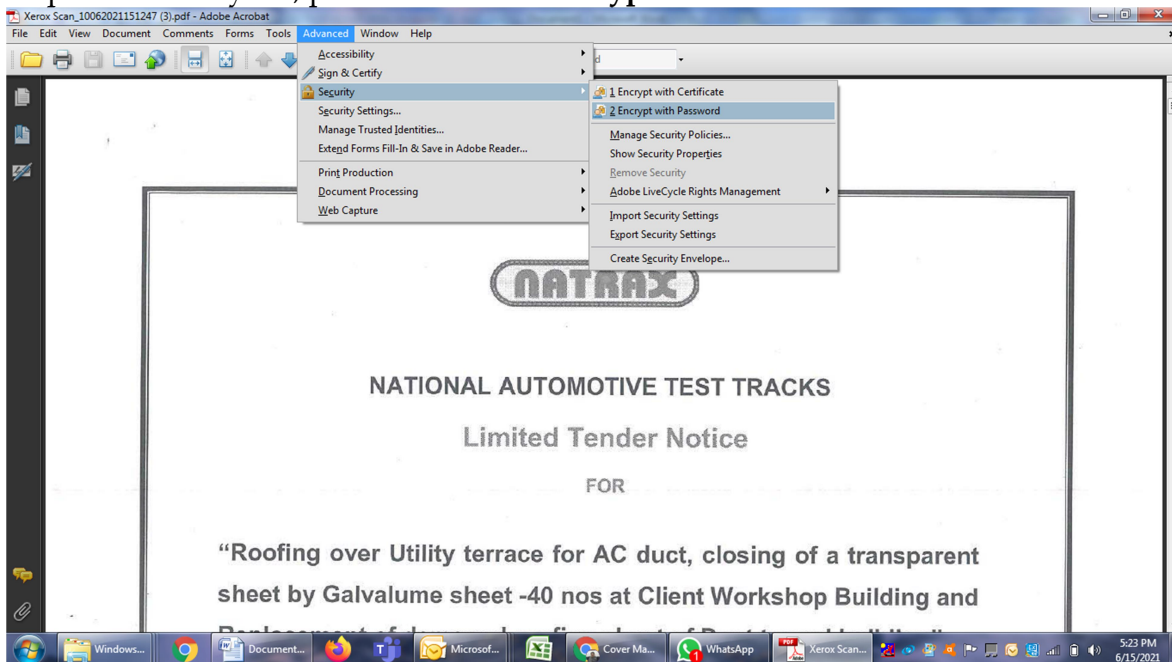 Xerox Scan_10062021151247 (3).pdf - Adobe Acrobat
File Edit View Document Comments Forms Tools Advanced Window Help
Accessibility
Sign & Certify
Security
Security Settings...
Manage Trusted Identities...
Extend Forms Fill-In & Save in Adobe Reader...
Print Production
Document Processing
Web Capture
1 Encrypt with Certificate
2 Encrypt with Password
Manage Security Policies...
Show Security Properties
Remove Security
Adobe LiveCycle Rights Management
Import Security Settings
Export Security Settings
Create Security Envelope...
NATRAX
NATIONAL AUTOMOTIVE TEST TRACKS
Limited Tender Notice
FOR
“Roofing over Utility terrace for AC duct, closing of a transparent
sheet by Galvalume sheet -40 nos at Client Workshop Building and
Windows... Document... Microsof... Cover Ma... WhatsApp Xerox Scan... 5:23 PM
6/15/2021